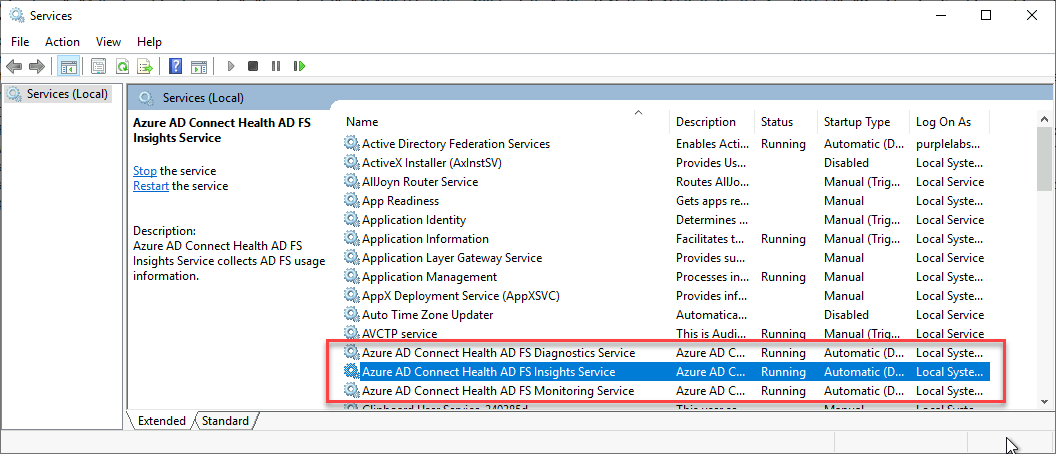 Services
File Action View Help
Services (Local)
Services (Local)
Azure AD Connect Health AD FS
Insights Service
Stop the service
Restart the service
Description:
Azure AD Connect Health AD FS
Insights Service collects AD FS usage
information.
Name Description Status Startup Type Log On As
Active Directory Federation Services Enables Acti... Running Automatic (D... purplelabs...
ActiveX Installer (AxInstSV) Provides Us... Disabled Local Syste...
AllJoyn Router Service Routes AllJo... Manual (Trig... Local Service
App Readiness Gets apps re... Manual Local Syste...
Application Identity Determines ... Manual (Trig... Local Service
Application Information Facilitates t... Running Manual (Trig... Local Syste...
Application Layer Gateway Service Provides su... Manual Local Service
Application Management Processes in... Running Manual Local Syste...
AppX Deployment Service (AppXSVC) Provides inf... Manual Local Syste...
Auto Time Zone Updater Automatica... Disabled Local Service
AVCTP service This is Audi... Running Manual (Trig... Local Service
Azure AD Connect Health AD FS Diagnostics Service Azure AD C... Running Automatic (D... Local Syste...
Azure AD Connect Health AD FS Insights Service Azure AD C... Running Automatic (D... Local Syste...
Azure AD Connect Health AD FS Monitoring Service Azure AD C... Running Automatic (D... Local Syste...
Extended Standard